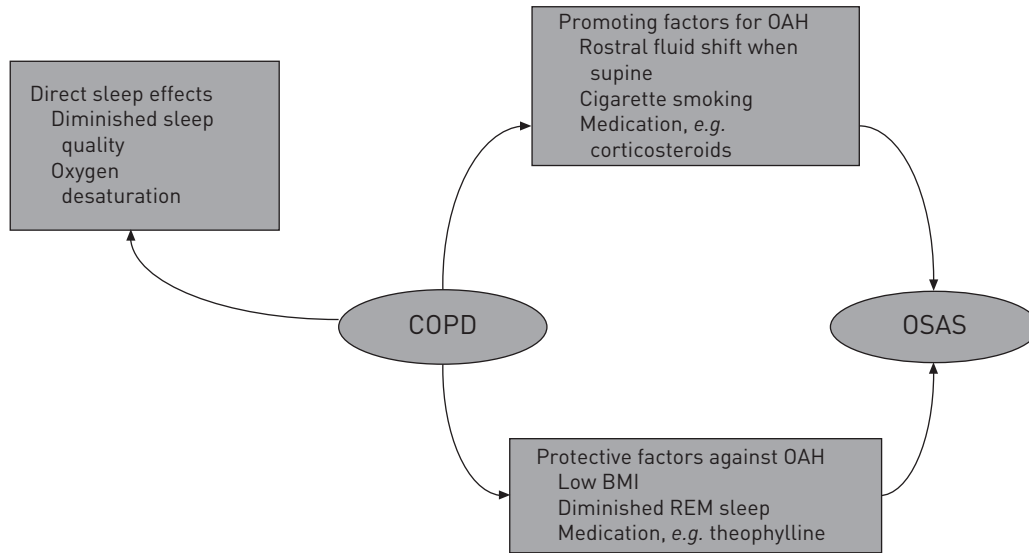 Promoting factors for OAH
Rostral fluid shift when
supine
Cigarette smoking
Medication, e.g.
corticosteroids
Direct sleep effects
Diminished sleep
quality
Oxygen
desaturation
COPD
OSAS
Protective factors against OAH
Low BMI
Diminished REM sleep
Medication, e.g. theophylline